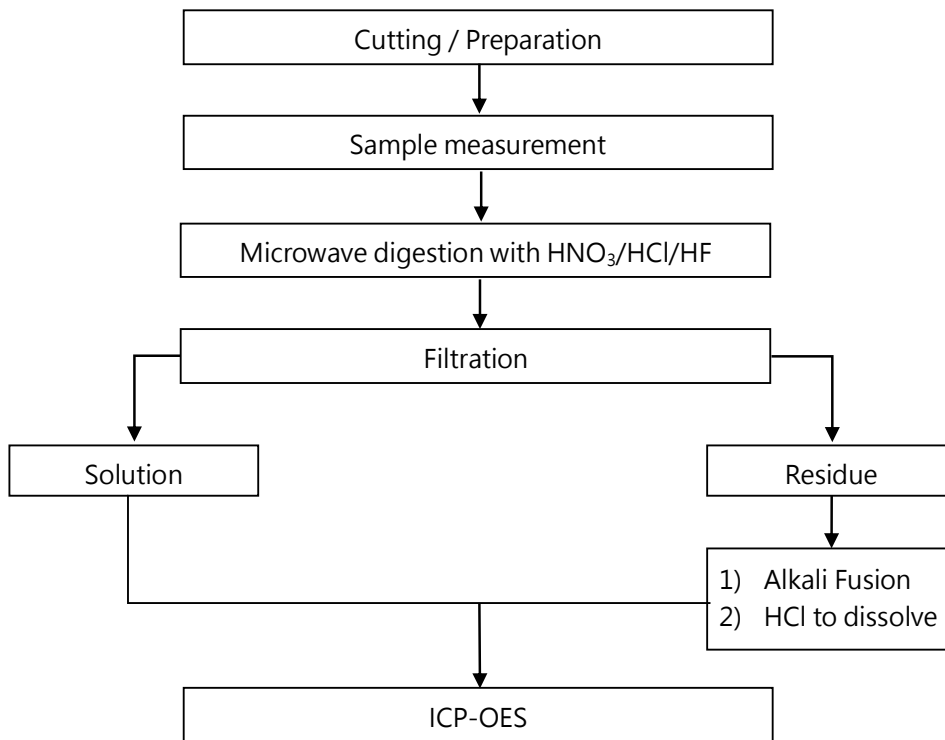 Cutting / Preparation
Sample measurement
Microwave digestion with HNO₃/HCl/HF
Filtration
Solution
Residue
1) Alkali Fusion
2) HCl to dissolve
ICP-OES